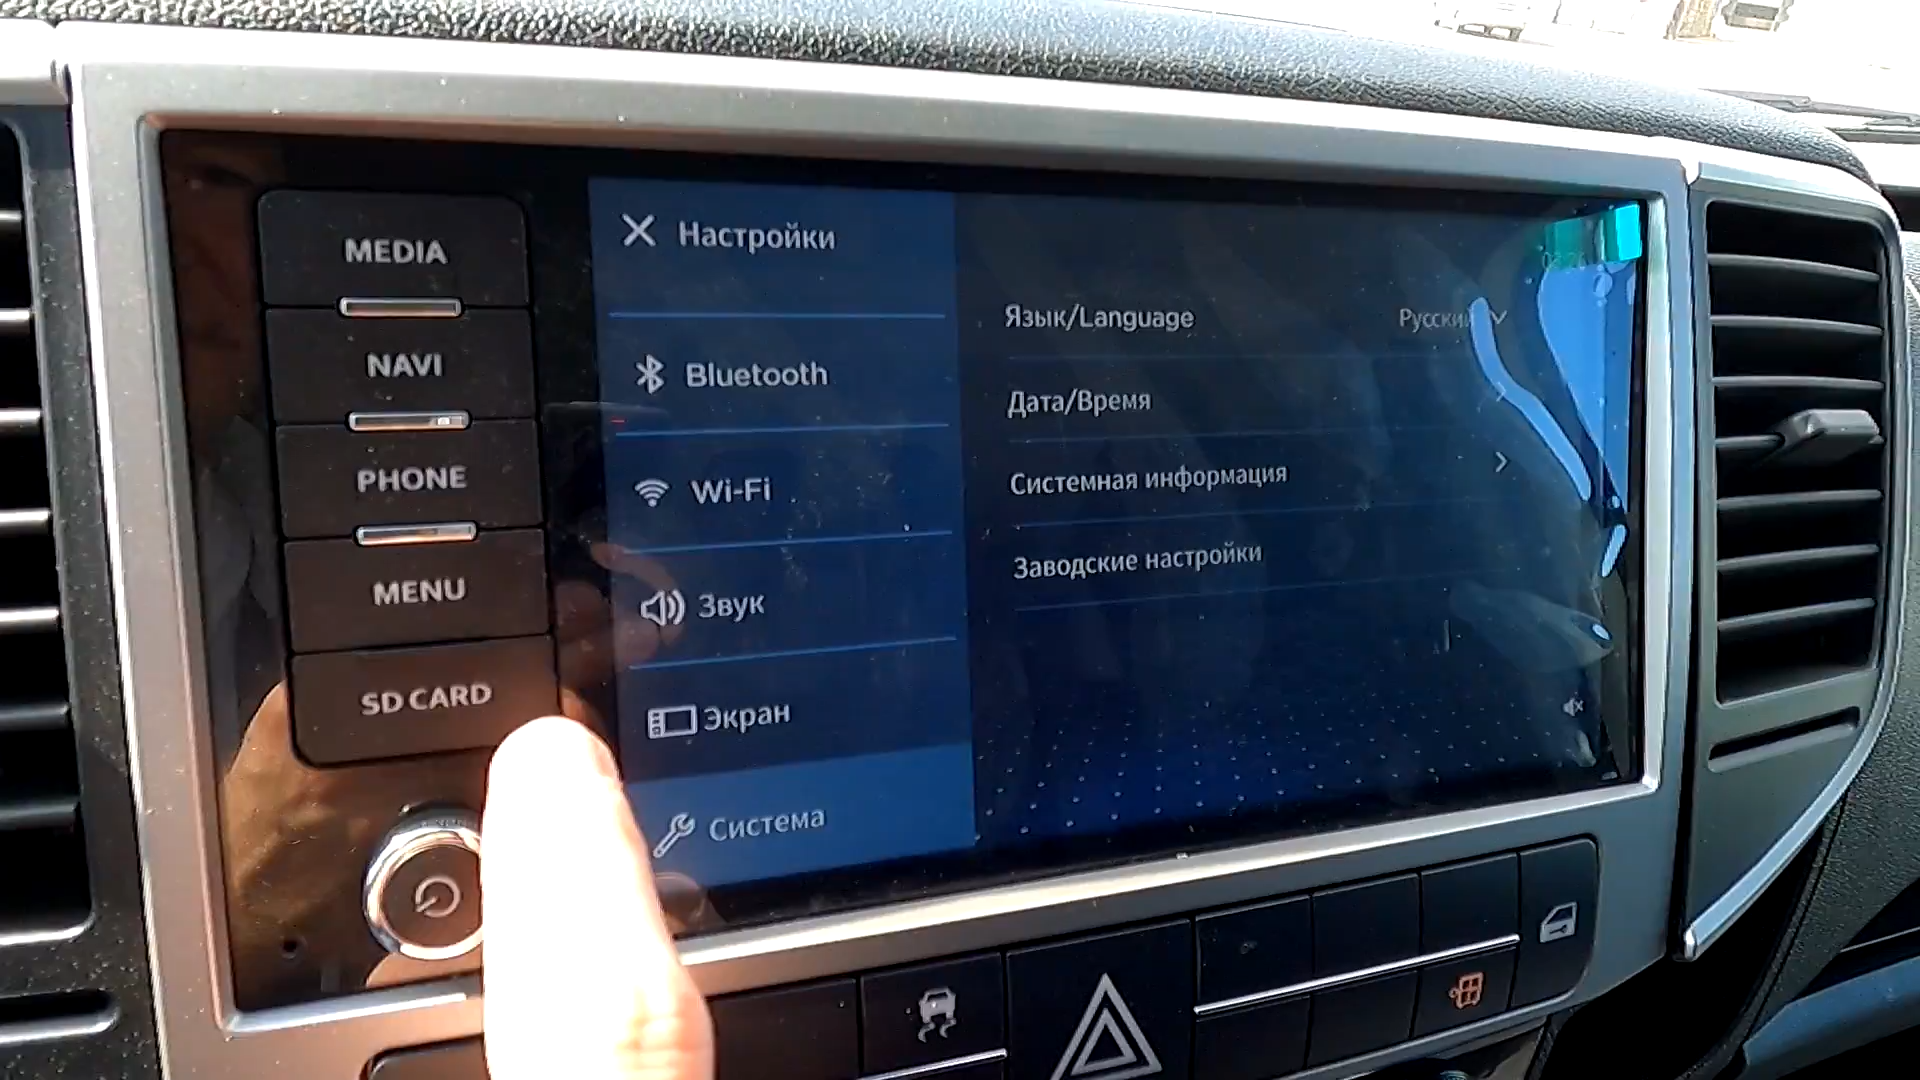 MEDIA
NAVI
PHONE
MENU
SD CARD
Настройки
Bluetooth
Wi-Fi
Звук
Экран
Система
Язык/Language
Русский
Дата/Время
Системная информация
Заводские настройки